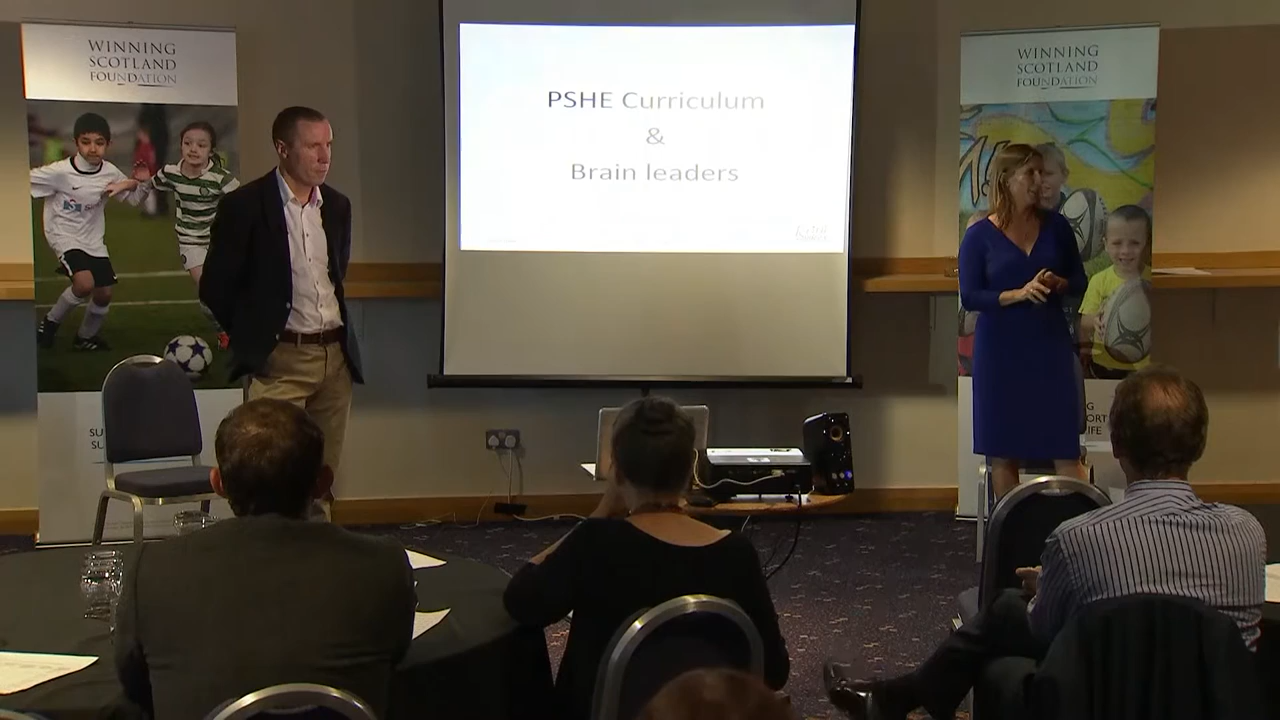 WINNING
SCOTLAND
FOUNDATION
PSHE Curriculum
&
Brain leaders
WINNING
SCOTLAND
FOUNDATION